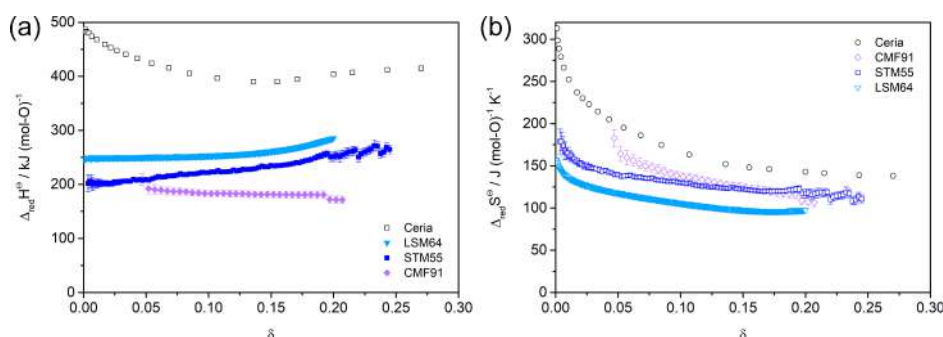 (a)
500
400
300
200
100
0
Δ_red H^⊖ / kJ (mol-O)^-1
0.00 0.05 0.10 0.15 0.20 0.25 0.30
δ
Ceria
LSM64
STM55
CMF91
(b)
300
250
200
150
100
50
0
Δ_red S^⊖ / J (mol-O)^-1 K^-1
0.00 0.05 0.10 0.15 0.20 0.25 0.30
δ
Ceria
CMF91
STM55
LSM64